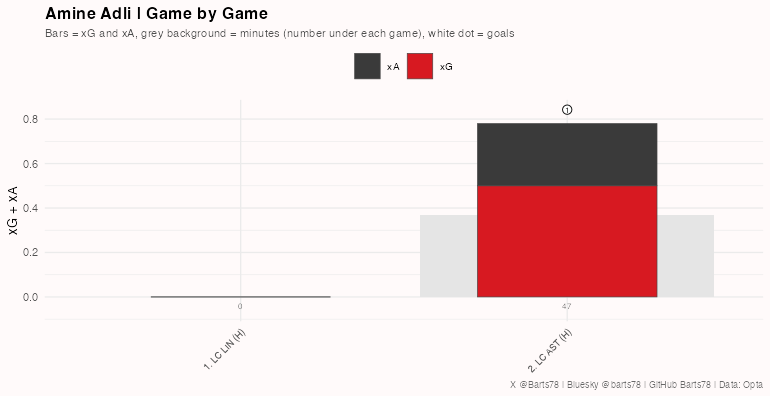 Amine Adli | Game by Game
Bars = xG and xA, grey background = minutes (number under each game), white dot = goals
xA xG
1
0.8
0.6
0.4
0.2
0.0
xG + xA
0 47
1. LC LIN (H) 2. LC AST (H)
X @Barts78 | Bluesky @barts78 | GitHub Barts78 | Data: Opta